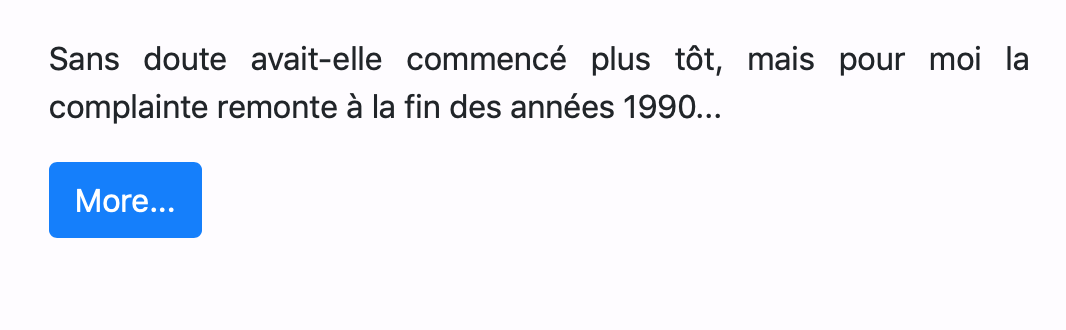 Sans doute avait-elle commencé plus tôt, mais pour moi la
complainte remonte à la fin des années 1990...
More...